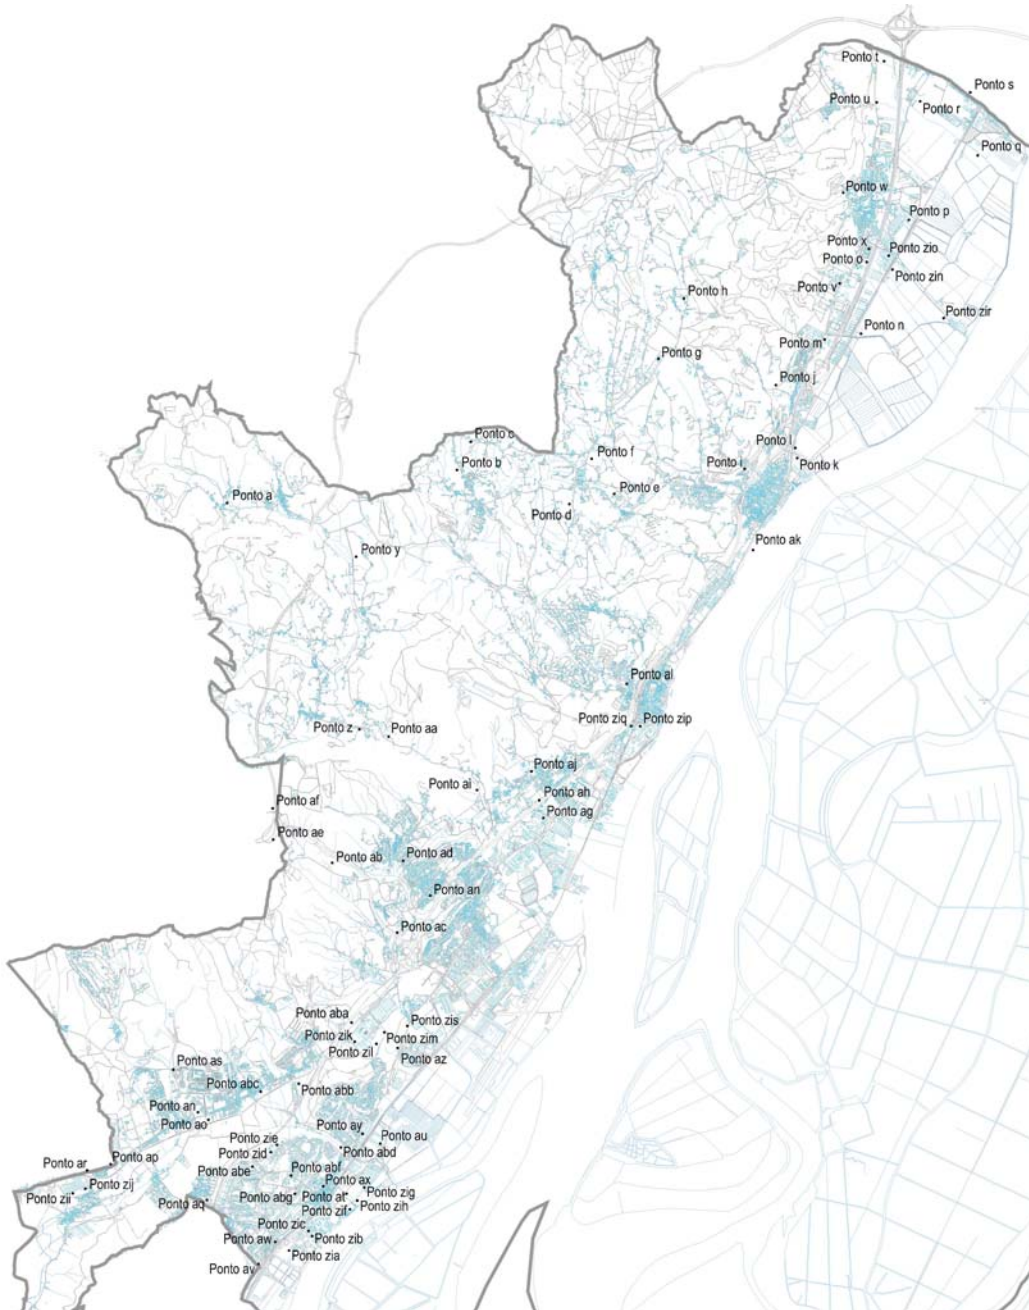 Ponto t
Ponto s
Ponto u
Ponto r
Ponto q
Ponto w
Ponto p
Ponto x
Ponto zio
Ponto o
Ponto zin
Ponto v
Ponto h
Ponto zir
Ponto n
Ponto m
Ponto g
Ponto j
Ponto c
Ponto l
Ponto f
Ponto k
Ponto b
Ponto i
Ponto e
Ponto a
Ponto d
Ponto ak
Ponto y
Ponto al
Ponto z
Ponto aa
Ponto ziq
Ponto zip
Ponto aj
Ponto ai
Ponto af
Ponto ah
Ponto ag
Ponto ae
Ponto ab
Ponto ad
Ponto an
Ponto ac
Ponto aba
Ponto zis
Ponto zik
Ponto zim
Ponto zil
Ponto az
Ponto as
Ponto abc
Ponto abb
Ponto an
Ponto ao
Ponto ay
Ponto au
Ponto zie
Ponto abd
Ponto zid
Ponto ar
Ponto ap
Ponto abe
Ponto abf
Ponto ax
Ponto zij
Ponto zii
Ponto abg
Ponto at
Ponto zig
Ponto aq
Ponto zif
Ponto zih
Ponto zic
Ponto aw
Ponto zib
Ponto zia
Ponto av